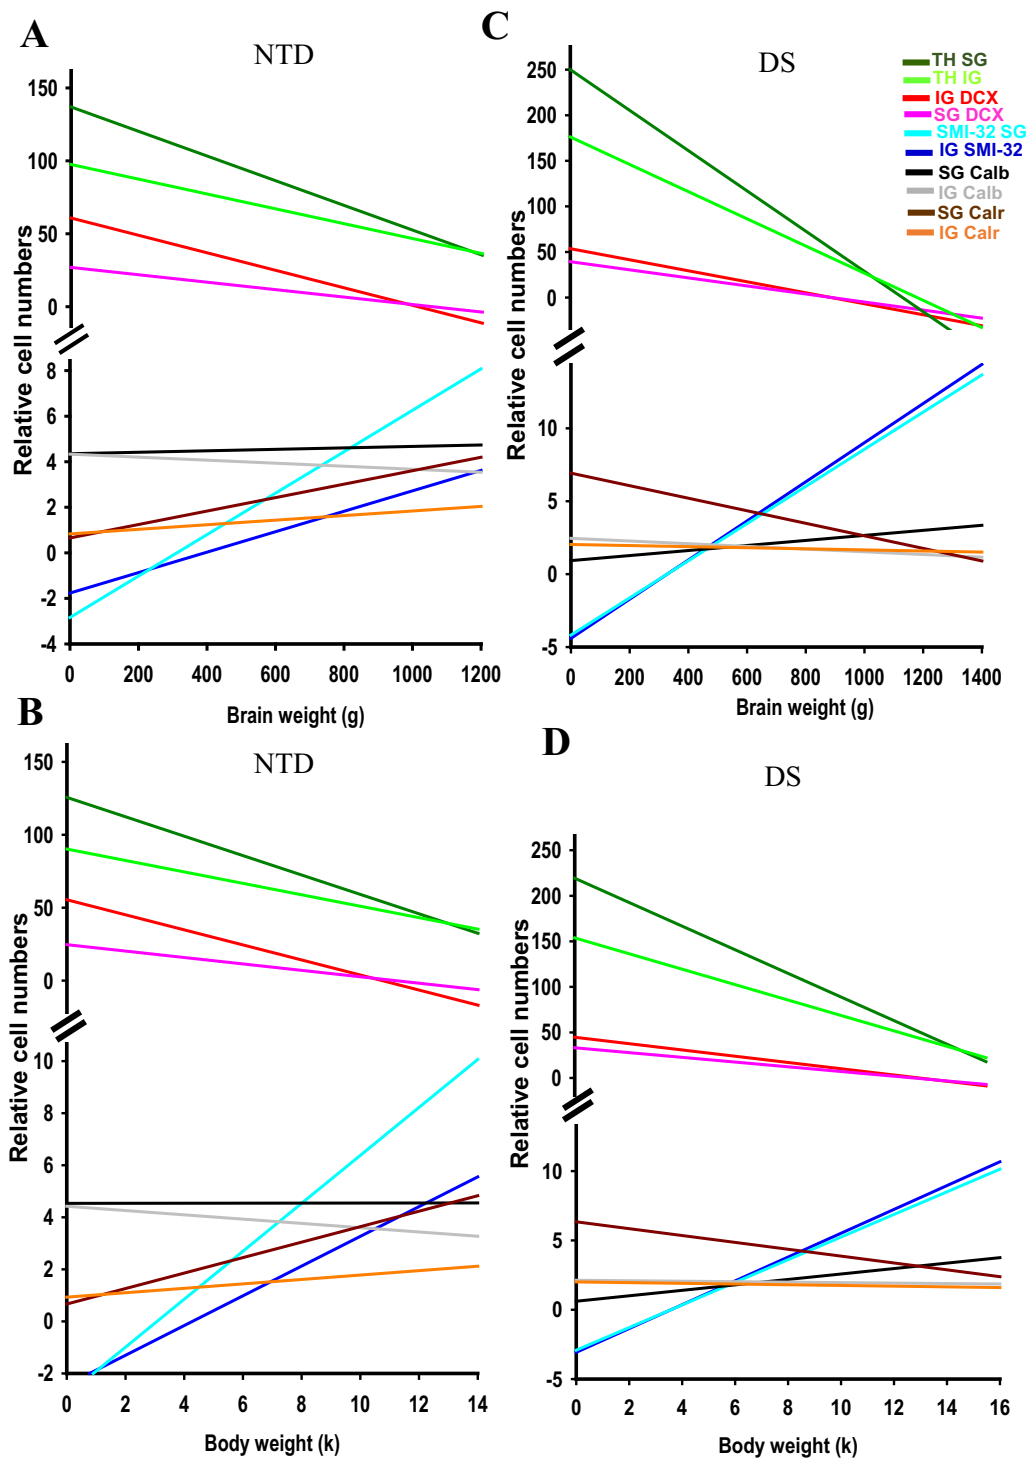 A
NTD
Relative cell numbers
Relative cell numbers
150
100
50
0
8
6
4
2
0
-2
-4
0 200 400 600 800 1000 1200
Brain weight (g)
C
DS
TH SG
TH IG
IG DCX
SG DCX
SMI-32 SG
IG SMI-32
SG Calb
IG Calb
SG Calr
IG Calr
Relative cell numbers
250
200
150
100
50
0
10
5
0
-5
0 200 400 600 800 1000 1200 1400
Brain weight (g)
B
NTD
150
100
50
0
10
8
6
4
2
0
-2
0 2 4 6 8 10 12 14
Body weight (k)
D
DS
Relative cell numbers
250
200
150
100
50
0
10
5
0
-5
0 2 4 6 8 10 12 14 16
Body weight (k)